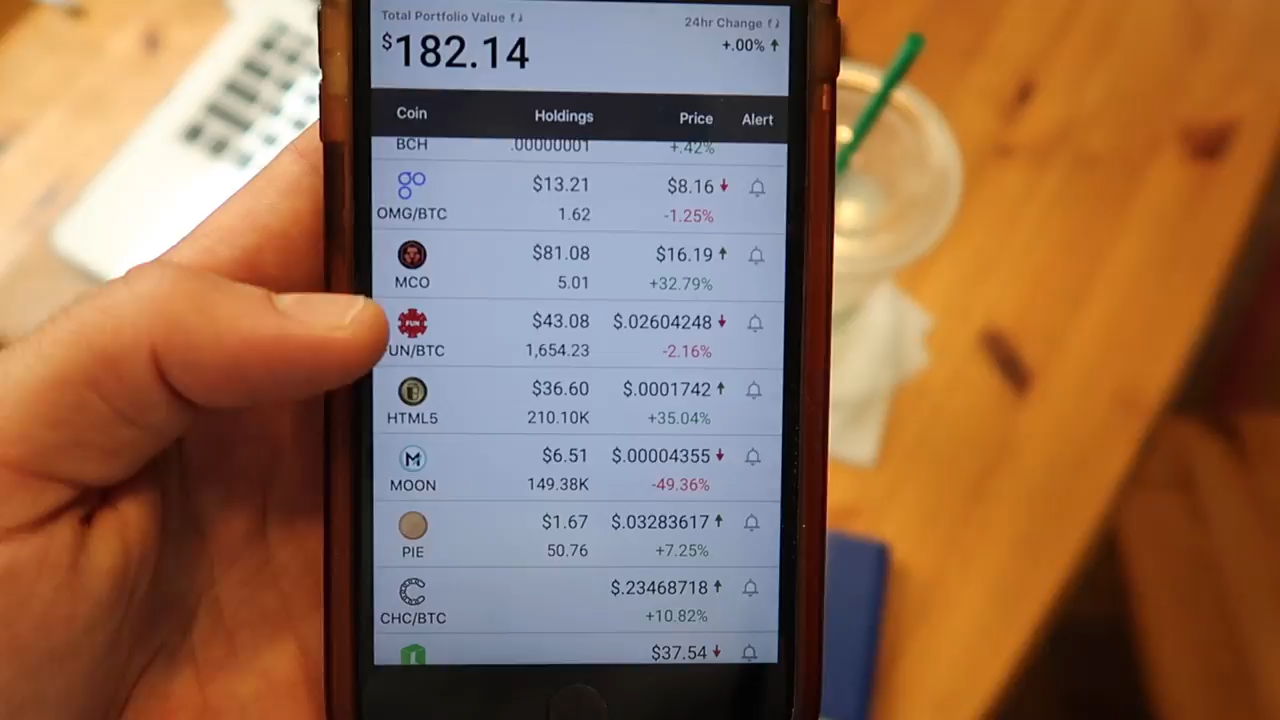 Total Portfolio Value
24hr Change
$182.14
+.00%
Coin Holdings Price Alert
BCH .00000001 +.42%
$13.21 $8.16
OMG/BTC 1.62 -1.25%
$81.08 $16.19
MCO 5.01 +32.79%
FUN $43.08 $.02604248
UN/BTC 1,654.23 -2.16%
$36.60 $.0001742
HTML5 210.10K +35.04%
M $6.51 $.00004355
MOON 149.38K -49.36%
$1.67 $.03283617
PIE 50.76 +7.25%
$.23468718
CHC/BTC +10.82%
$37.54